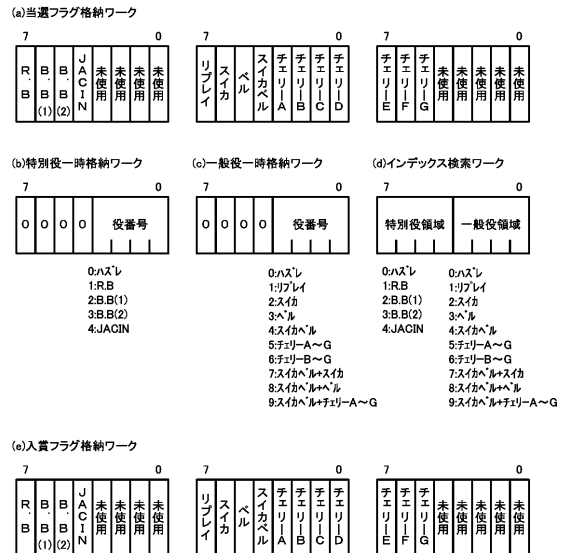 (a)当選フラグ格納ワーク
7 0
R.B
B.B(1)
B.B(2)
JACIN
未使用
未使用
未使用
未使用
7 0
リプレイ
スイカ
ベル
スイカベル
チェリーA
チェリーB
チェリーC
チェリーD
7 0
チェリーE
チェリーF
チェリーG
未使用
未使用
未使用
未使用
未使用
(b)特別役一時格納ワーク
7 0
0 0 0 0 役番号
0:ハズレ
1:R.B
2:B.B(1)
3:B.B(2)
4:JACIN
(c)一般役一時格納ワーク
7 0
0 0 0 0 役番号
0:ハズレ
1:リプレイ
2:スイカ
3:ベル
4:スイカベル
5:チェリーA～G
6:チェリーB～G
7:スイカベル+スイカ
8:スイカベル+ベル
9:スイカベル+チェリーA～G
(d)インデックス検索ワーク
7 0
特別役領域 一般役領域
0:ハズレ
1:R.B
2:B.B(1)
3:B.B(2)
4:JACIN
0:ハズレ
1:リプレイ
2:スイカ
3:ベル
4:スイカベル
5:チェリーA～G
6:チェリーB～G
7:スイカベル+スイカ
8:スイカベル+ベル
9:スイカベル+チェリーA～G
(e)入賞フラグ格納ワーク
7 0
R.B
B.B(1)
B.B(2)
JACIN
未使用
未使用
未使用
未使用
7 0
リプレイ
スイカ
ベル
スイカベル
チェリーA
チェリーB
チェリーC
チェリーD
7 0
チェリーE
チェリーF
チェリーG
未使用
未使用
未使用
未使用
未使用